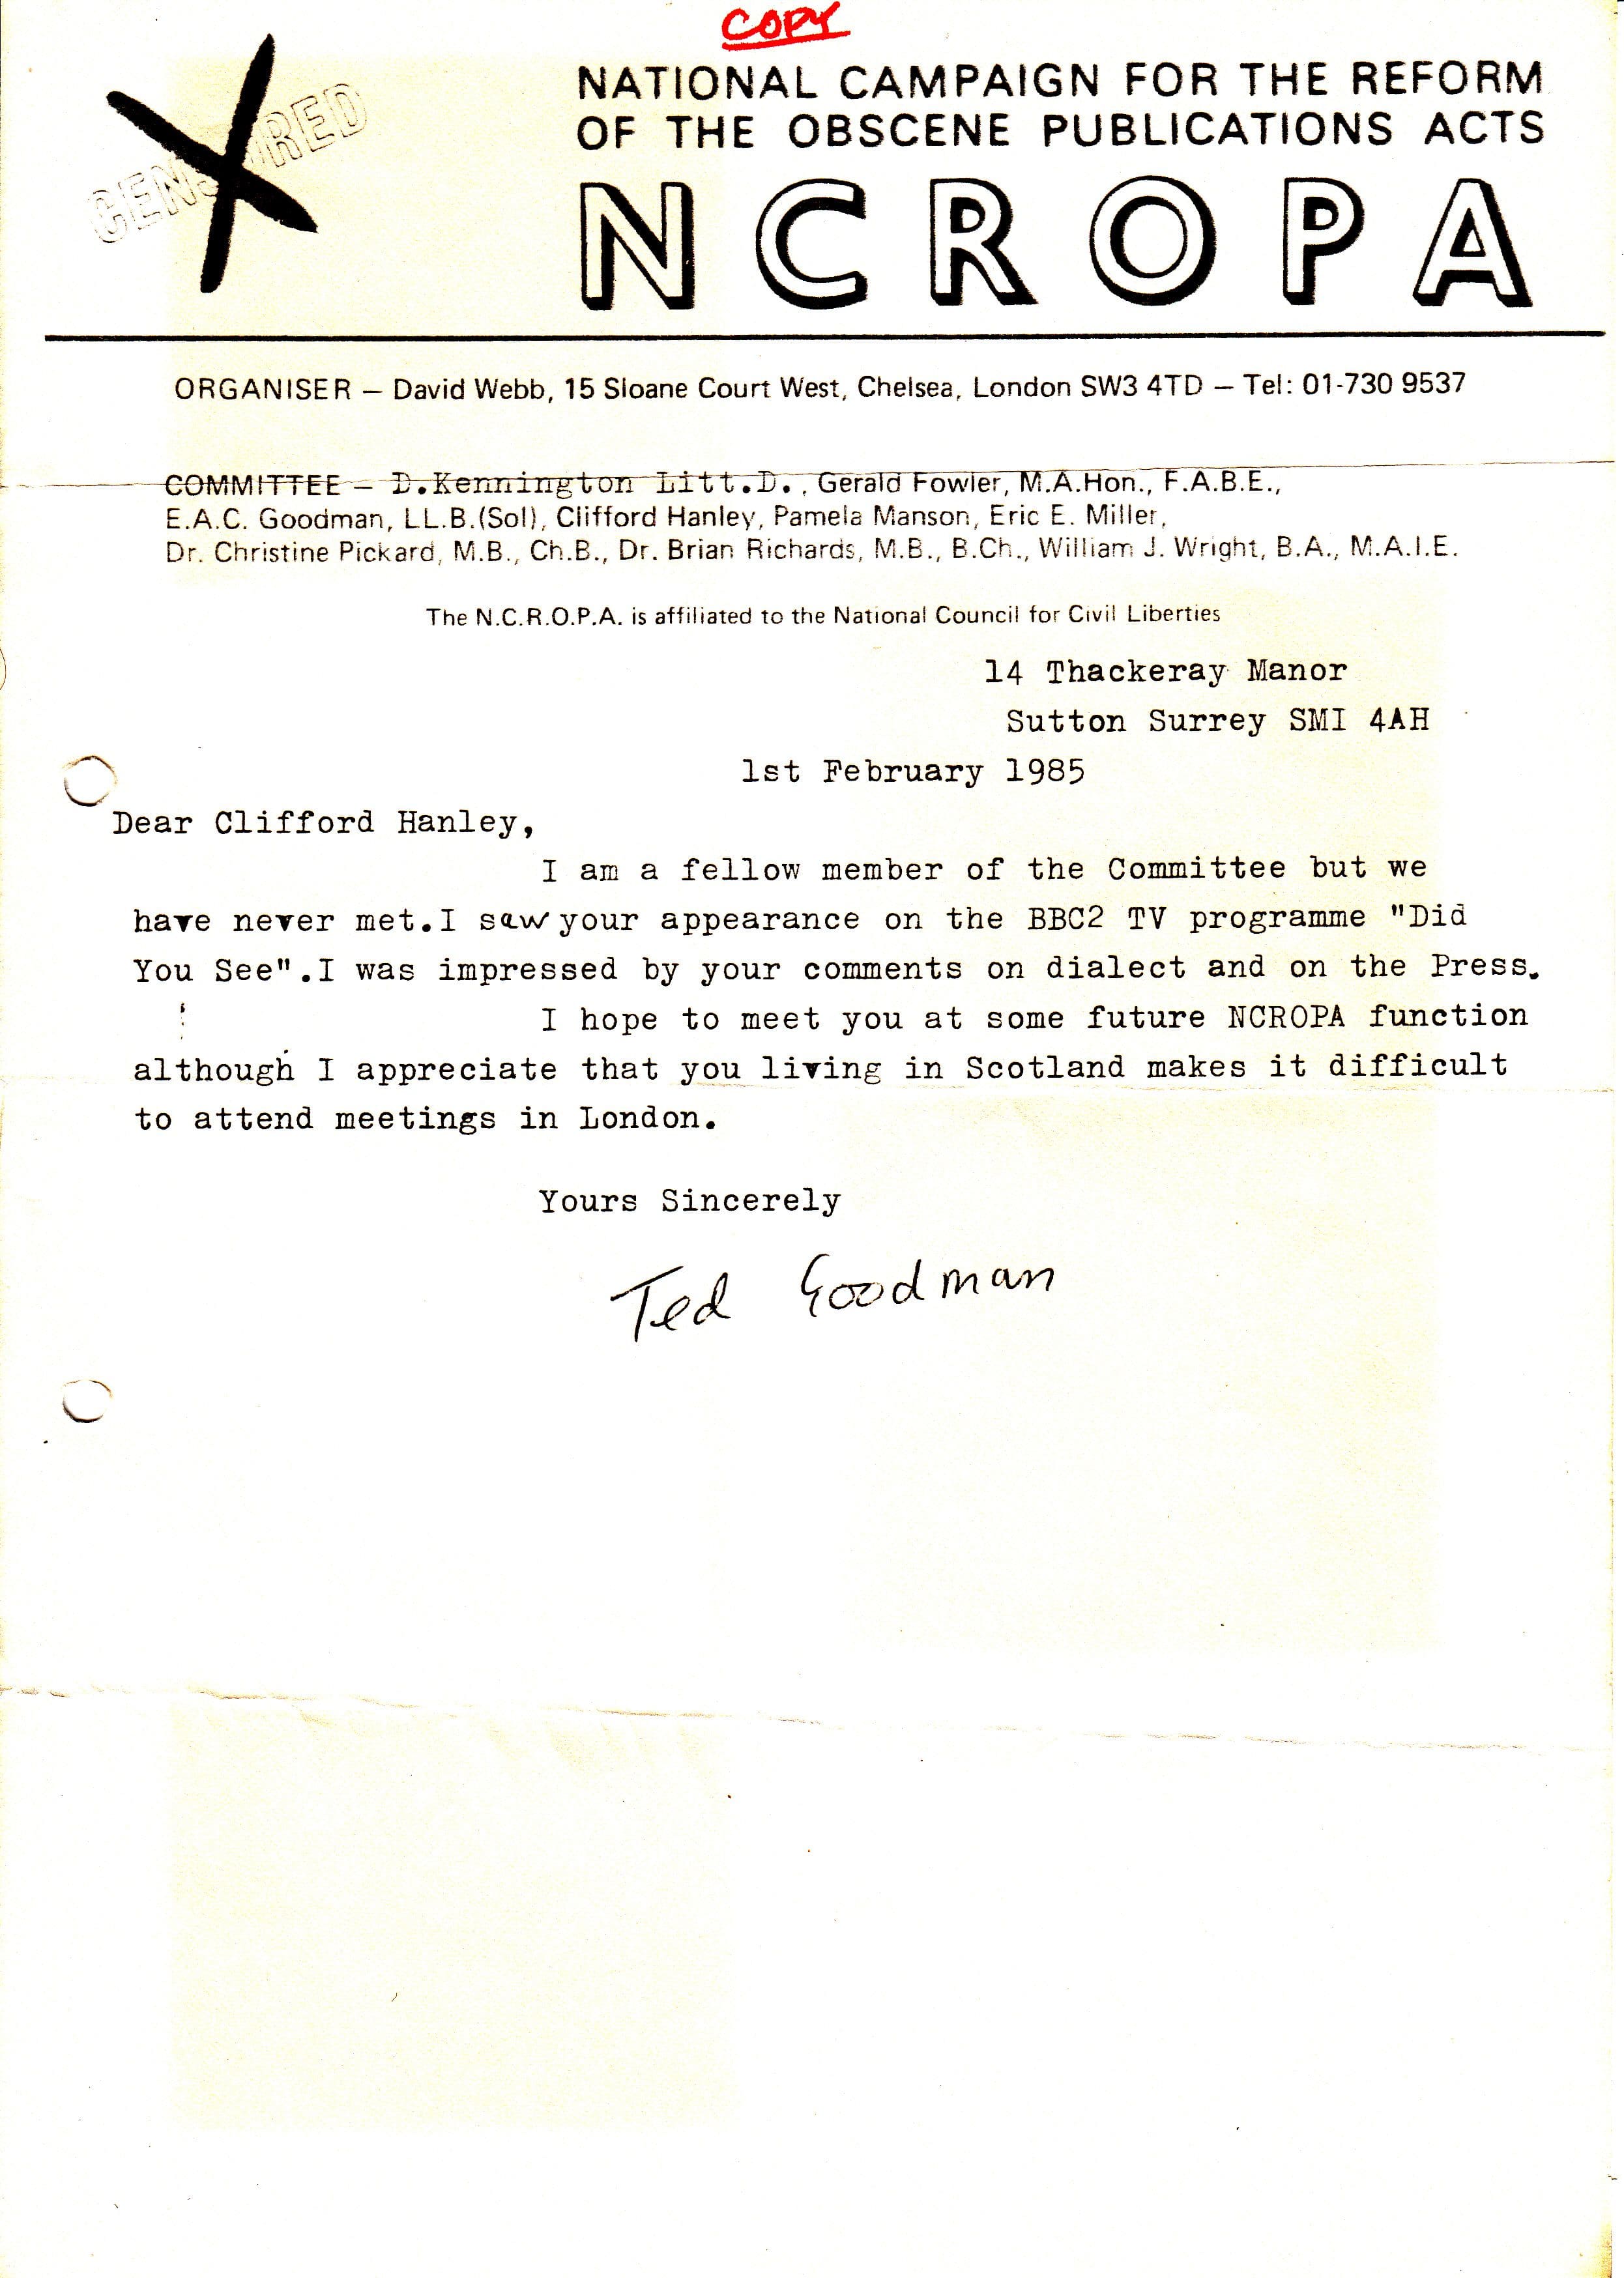 COPY
CENSORED
NATIONAL CAMPAIGN FOR THE REFORM
OF THE OBSCENE PUBLICATIONS ACTS
NCROPA
ORGANISER – David Webb, 15 Sloane Court West, Chelsea, London SW3 4TD – Tel: 01-730 9537
COMMITTEE – D.Kennington Litt.D., Gerald Fowler, M.A.Hon., F.A.B.E.,
E.A.C. Goodman, LL.B.(Sol), Clifford Hanley, Pamela Manson, Eric E. Miller,
Dr. Christine Pickard, M.B., Ch.B., Dr. Brian Richards, M.B., B.Ch., William J. Wright, B.A., M.A.I.E.
The N.C.R.O.P.A. is affiliated to the National Council for Civil Liberties
14 Thackeray Manor
Sutton Surrey SMI 4AH
1st February 1985
Dear Clifford Hanley,
I am a fellow member of the Committee but we
have never met.I saw your appearance on the BBC2 TV programme "Did
You See".I was impressed by your comments on dialect and on the Press.
I hope to meet you at some future NCROPA function
although I appreciate that you living in Scotland makes it difficult
to attend meetings in London.
Yours Sincerely
Ted Goodman